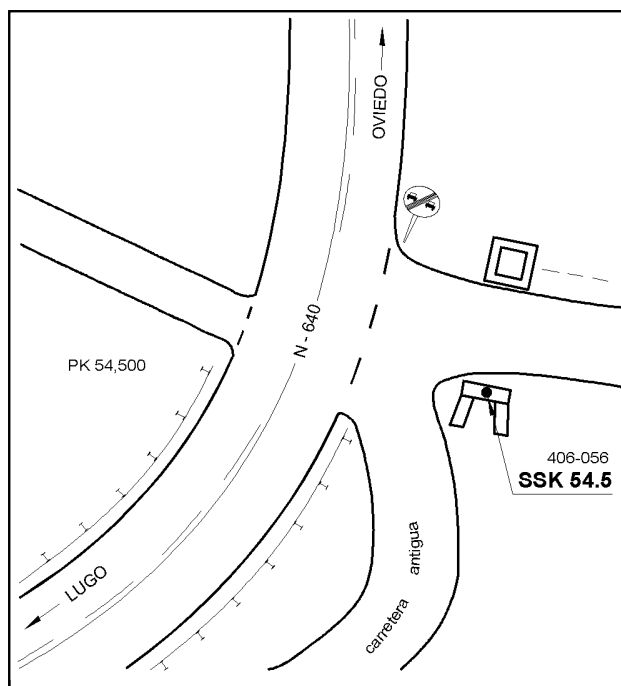 OVIEDO
N - 640
PK 54,500
406-056
SSK 54.5
LUGO
carretera antigua